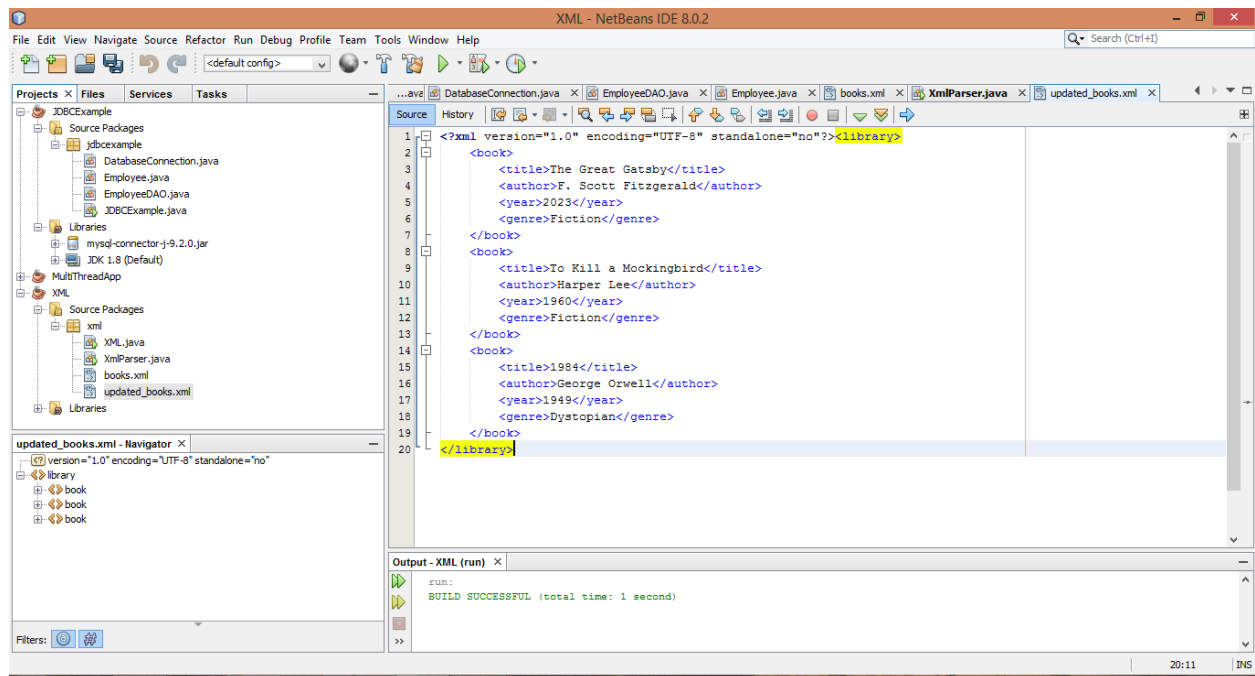 XML - NetBeans IDE 8.0.2
File Edit View Navigate Source Refactor Run Debug Profile Team Tools Window Help
Search (Ctrl+I)
<default config>
Projects Files Services Tasks
JDBCExample
Source Packages
jdbcexample
DatabaseConnection.java
Employee.java
EmployeeDAO.java
JDBCExample.java
Libraries
mysql-connector-j-9.2.0.jar
JDK 1.8 (Default)
MultiThreadApp
XML
Source Packages
xml
XML.java
XmlParser.java
books.xml
updated_books.xml
Libraries
updated_books.xml - Navigator
version="1.0" encoding="UTF-8" standalone="no"
library
book
book
book
Filters:
...ava DatabaseConnection.java EmployeeDAO.java Employee.java books.xml XmlParser.java updated_books.xml
Source History
1 <?xml version="1.0" encoding="UTF-8" standalone="no"?><library>
2 <book>
3 <title>The Great Gatsby</title>
4 <author>F. Scott Fitzgerald</author>
5 <year>2023</year>
6 <genre>Fiction</genre>
7 </book>
8 <book>
9 <title>To Kill a Mockingbird</title>
10 <author>Harper Lee</author>
11 <year>1960</year>
12 <genre>Fiction</genre>
13 </book>
14 <book>
15 <title>1984</title>
16 <author>George Orwell</author>
17 <year>1949</year>
18 <genre>Dystopian</genre>
19 </book>
20 </library>
Output - XML (run)
run:
BUILD SUCCESSFUL (total time: 1 second)
20:11 INS